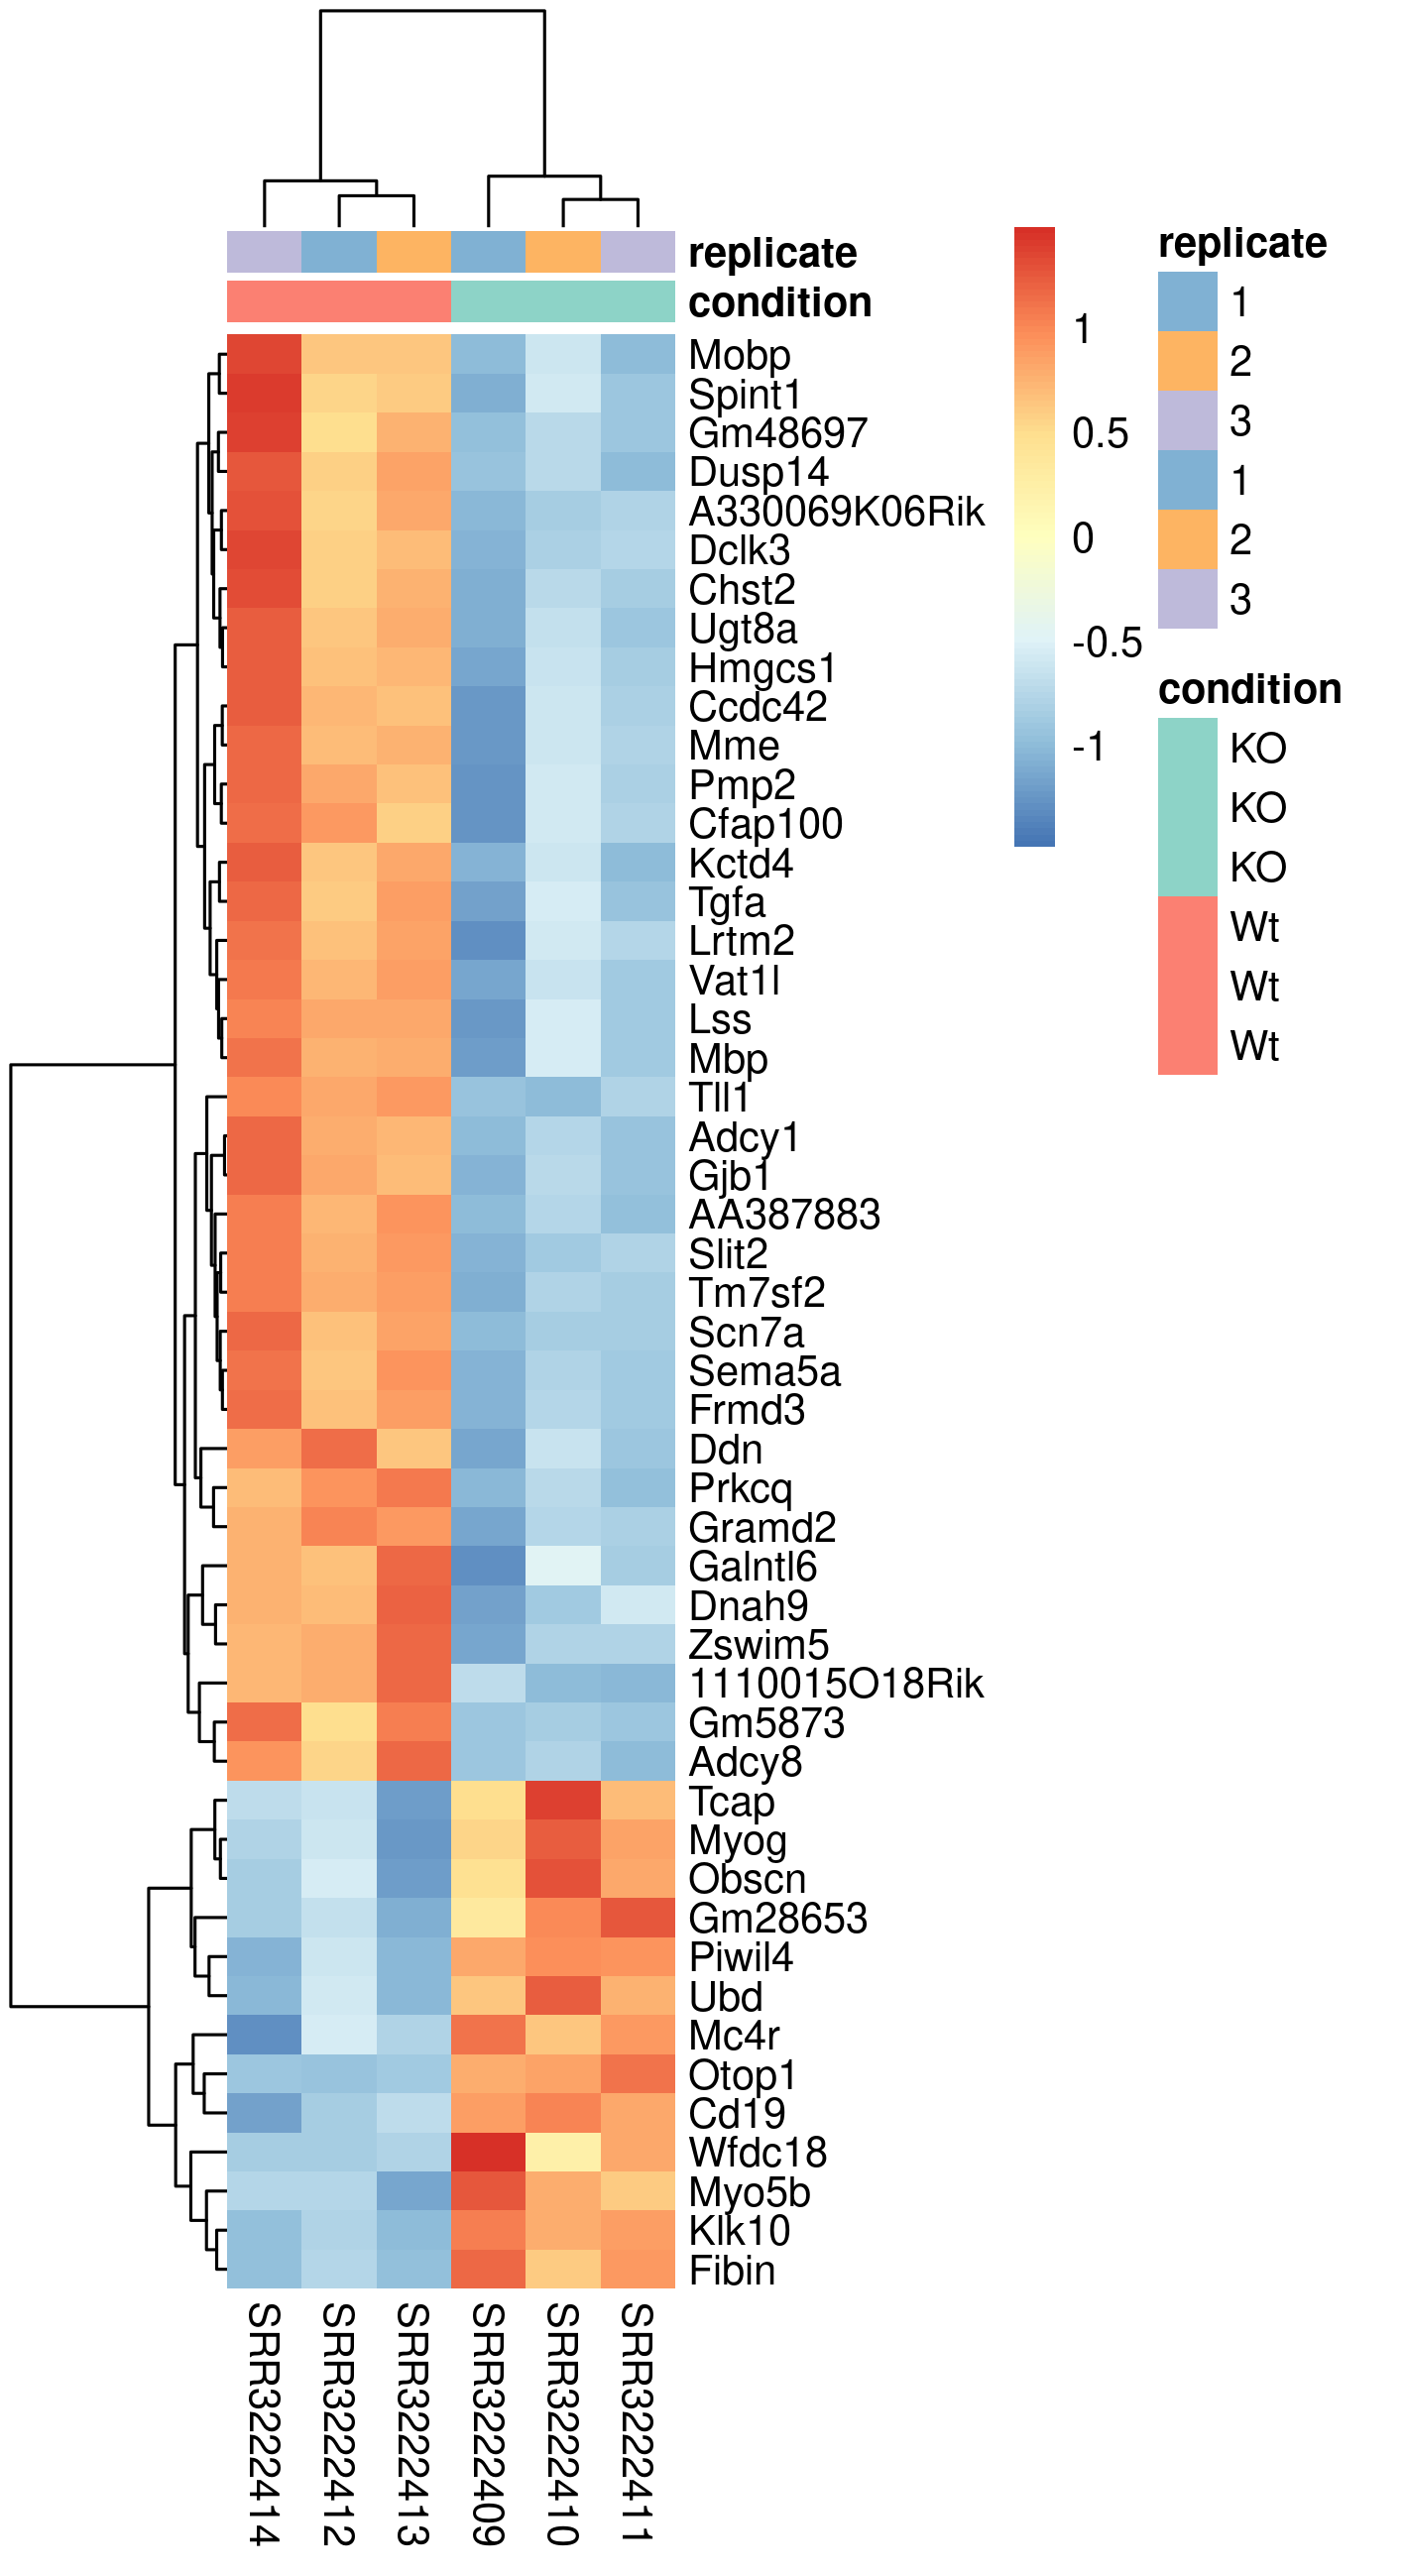 replicate
condition
Mobp
Spint1
Gm48697
Dusp14
A330069K06Rik
Dclk3
Chst2
Ugt8a
Hmgcs1
Ccdc42
Mme
Pmp2
Cfap100
Kctd4
Tgfa
Lrtm2
Vat1l
Lss
Mbp
Tll1
Adcy1
Gjb1
AA387883
Slit2
Tm7sf2
Scn7a
Sema5a
Frmd3
Ddn
Prkcq
Gramd2
Galntl6
Dnah9
Zswim5
1110015O18Rik
Gm5873
Adcy8
Tcap
Myog
Obscn
Gm28653
Piwil4
Ubd
Mc4r
Otop1
Cd19
Wfdc18
Myo5b
Klk10
Fibin
SRR3222414
SRR3222412
SRR3222413
SRR3222409
SRR3222410
SRR3222411
1
0.5
0
-0.5
-1
replicate
1
2
3
1
2
3
condition
KO
KO
KO
Wt
Wt
Wt